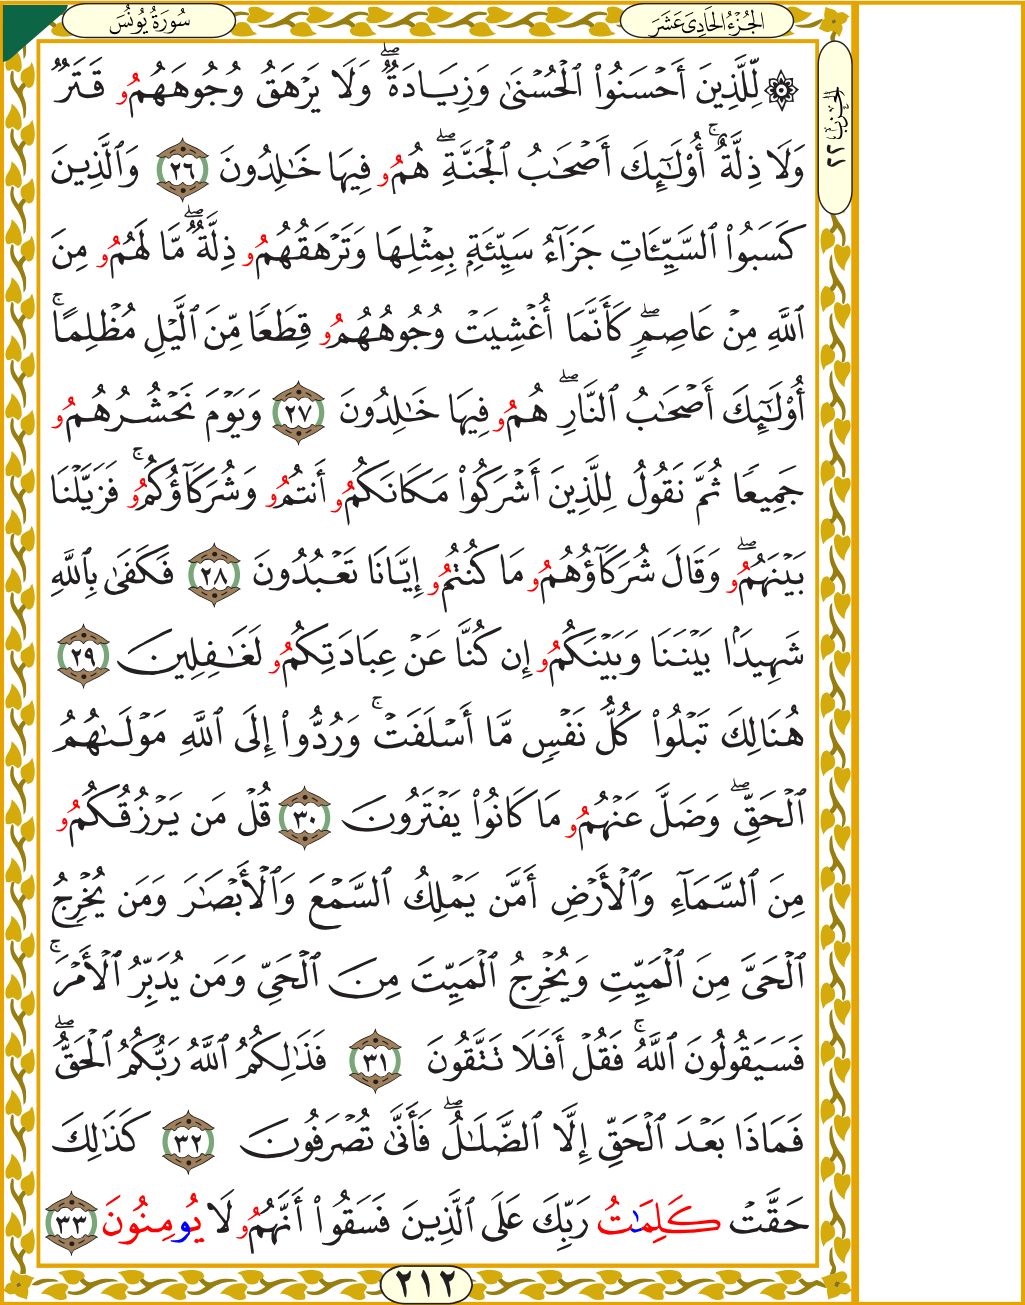 سُورَةُ يُونُسَ
الجُزْءُ الحَادِىَ عَشَرَ
الحِزب ٢٢
۞ لِّلَّذِينَ أَحْسَنُوا۟ ٱلْحُسْنَىٰ وَزِيَادَةٌۖ وَلَا يَرْهَقُ وُجُوهَهُمُۥ قَتَرٌ
وَلَا ذِلَّةٌۚ أُو۟لَـٰٓئِكَ أَصْحَـٰبُ ٱلْجَنَّةِۖ هُمُۥ فِيهَا خَـٰلِدُونَ ٢٦ وَٱلَّذِينَ
كَسَبُوا۟ ٱلسَّيِّـَٔاتِ جَزَآءُ سَيِّئَةٍۭ بِمِثْلِهَا وَتَرْهَقُهُمُۥ ذِلَّةٌۖ مَّا لَهُمُۥ مِنَ
ٱللَّهِ مِنْ عَاصِمٍۖ كَأَنَّمَآ أُغْشِيَتْ وُجُوهُهُمُۥ قِطَعًا مِّنَ ٱلَّيْلِ مُظْلِمًاۚ
أُو۟لَـٰٓئِكَ أَصْحَـٰبُ ٱلنَّارِۖ هُمُۥ فِيهَا خَـٰلِدُونَ ٢٧ وَيَوْمَ نَحْشُرُهُمُۥ
جَمِيعًا ثُمَّ نَقُولُ لِلَّذِينَ أَشْرَكُوا۟ مَكَانَكُمُۥ أَنتُمُۥ وَشُرَكَآؤُكُمُۥۚ فَزَيَّلْنَا
بَيْنَهُمُۥۖ وَقَالَ شُرَكَآؤُهُمُۥ مَا كُنتُمُۥ إِيَّانَا تَعْبُدُونَ ٢٨ فَكَفَىٰ بِٱللَّهِ
شَهِيدًۢا بَيْنَنَا وَبَيْنَكُمُۥ إِن كُنَّا عَنْ عِبَادَتِكُمُۥ لَغَـٰفِلِينَ ٢٩
هُنَالِكَ تَبْلُوا۟ كُلُّ نَفْسٍ مَّآ أَسْلَفَتْۚ وَرُدُّوٓا۟ إِلَى ٱللَّهِ مَوْلَىٰهُمُ
ٱلْحَقِّۖ وَضَلَّ عَنْهُمُۥ مَا كَانُوا۟ يَفْتَرُونَ ٣٠ قُلْ مَن يَرْزُقُكُمُۥ
مِنَ ٱلسَّمَآءِ وَٱلْأَرْضِ أَمَّن يَمْلِكُ ٱلسَّمْعَ وَٱلْأَبْصَـٰرَ وَمَن يُخْرِجُ
ٱلْحَىَّ مِنَ ٱلْمَيِّتِ وَيُخْرِجُ ٱلْمَيِّتَ مِنَ ٱلْحَىِّ وَمَن يُدَبِّرُ ٱلْأَمْرَۚ
فَسَيَقُولُونَ ٱللَّهُۚ فَقُلْ أَفَلَا تَتَّقُونَ ٣١ فَذَٰلِكُمُ ٱللَّهُ رَبُّكُمُ ٱلْحَقُّۖ
فَمَاذَا بَعْدَ ٱلْحَقِّ إِلَّا ٱلضَّلَـٰلُۖ فَأَنَّىٰ تُصْرَفُونَ ٣٢ كَذَٰلِكَ
حَقَّتْ كَلِمَـٰتُ رَبِّكَ عَلَى ٱلَّذِينَ فَسَقُوٓا۟ أَنَّهُمُۥ لَا يُومِنُونَ ٣٣
٢١٢